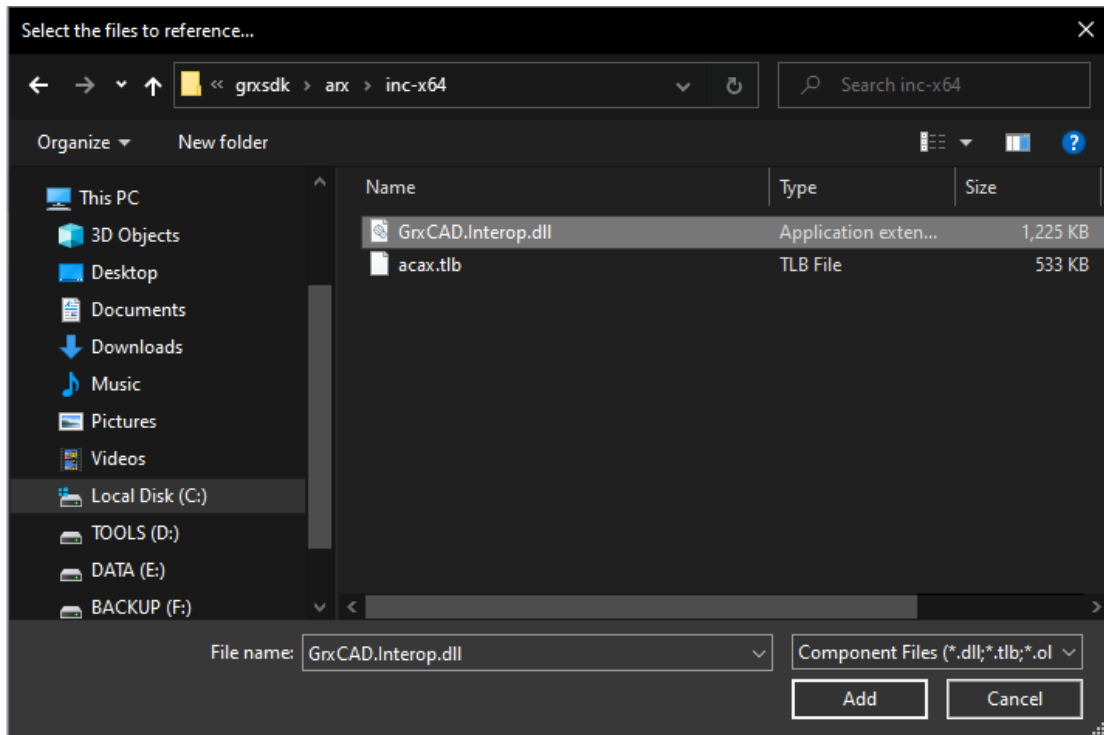 Select the files to reference...
« grxsdk › arx › inc-x64
Search inc-x64
Organize
New folder
This PC
3D Objects
Desktop
Documents
Downloads
Music
Pictures
Videos
Local Disk (C:)
TOOLS (D:)
DATA (E:)
BACKUP (F:)
Name Type Size
GrxCAD.Interop.dll Application exten... 1,225 KB
acax.tlb TLB File 533 KB
File name: GrxCAD.Interop.dll Component Files (*.dll;*.tlb;*.ol
Add Cancel